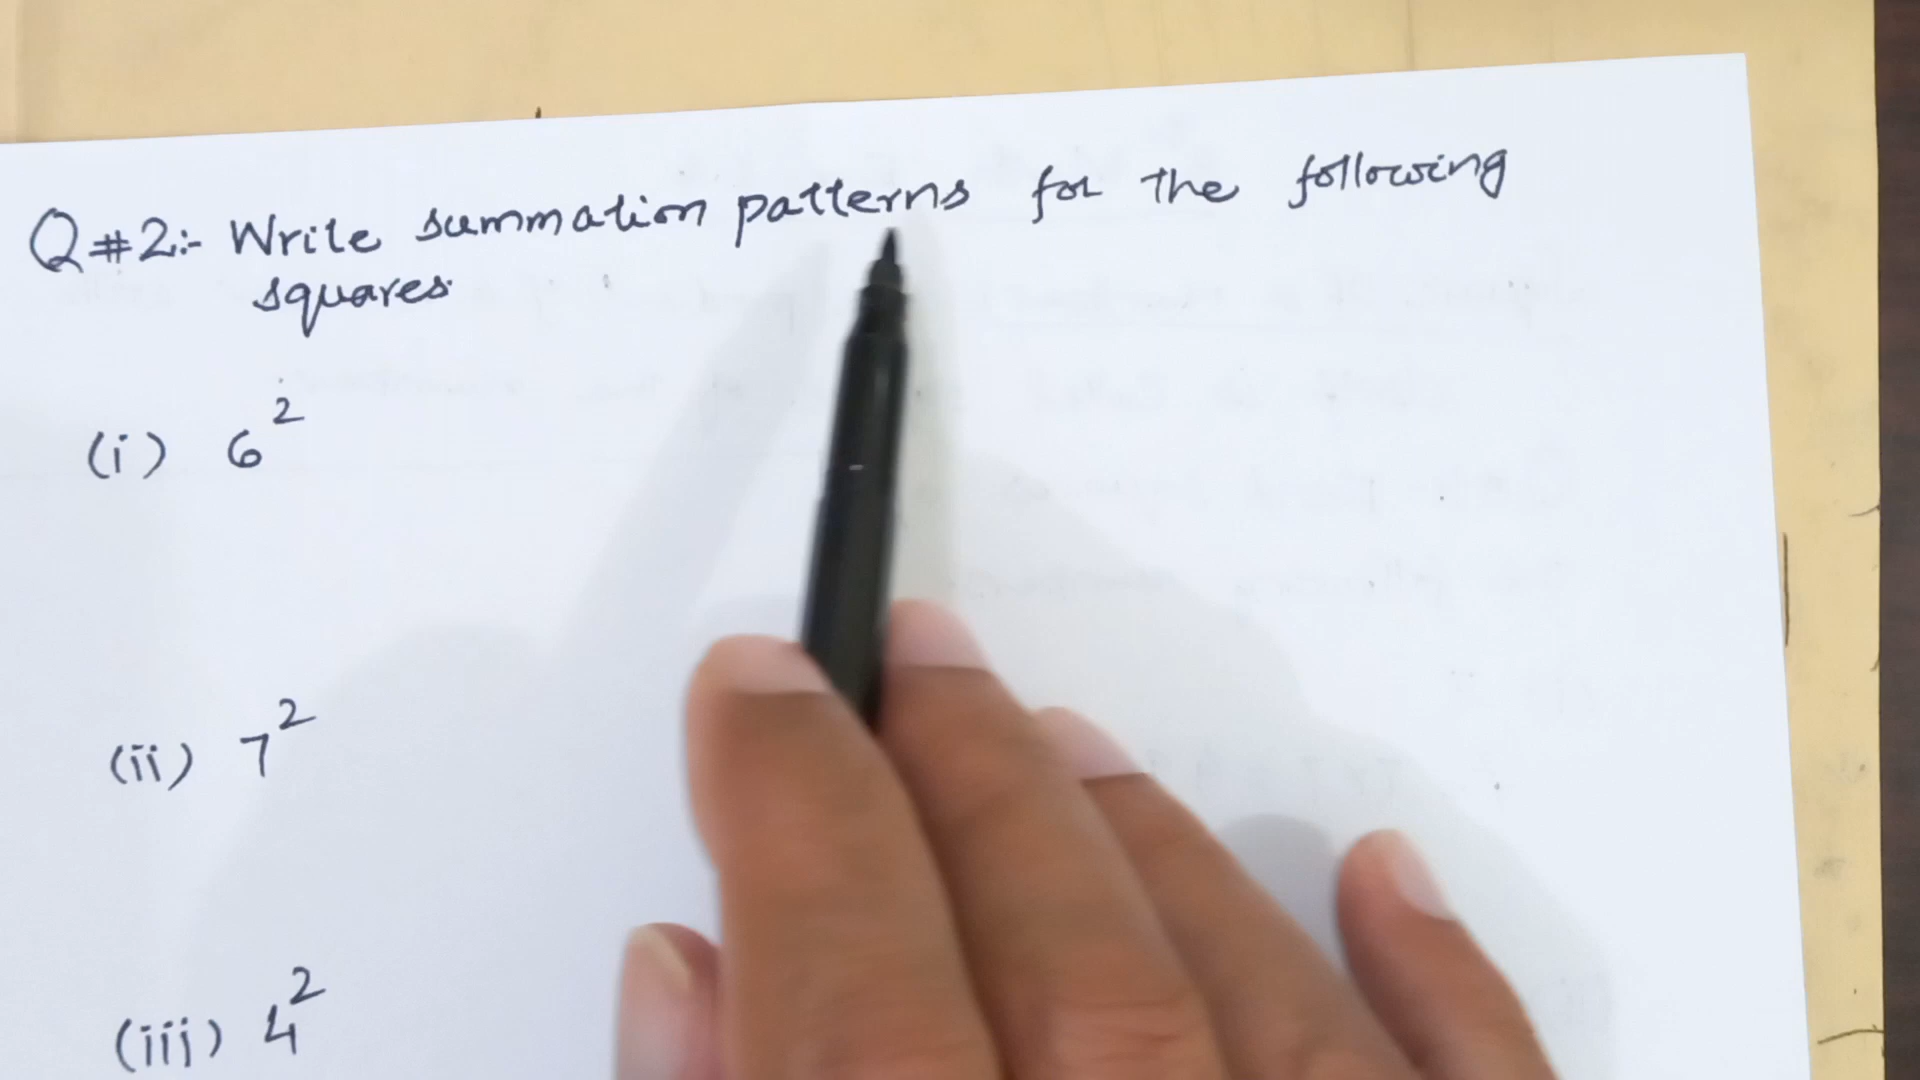 Q#2:- Write summation patterns for the following
squares
(i) 6²
(ii) 7²
(iii) 4²